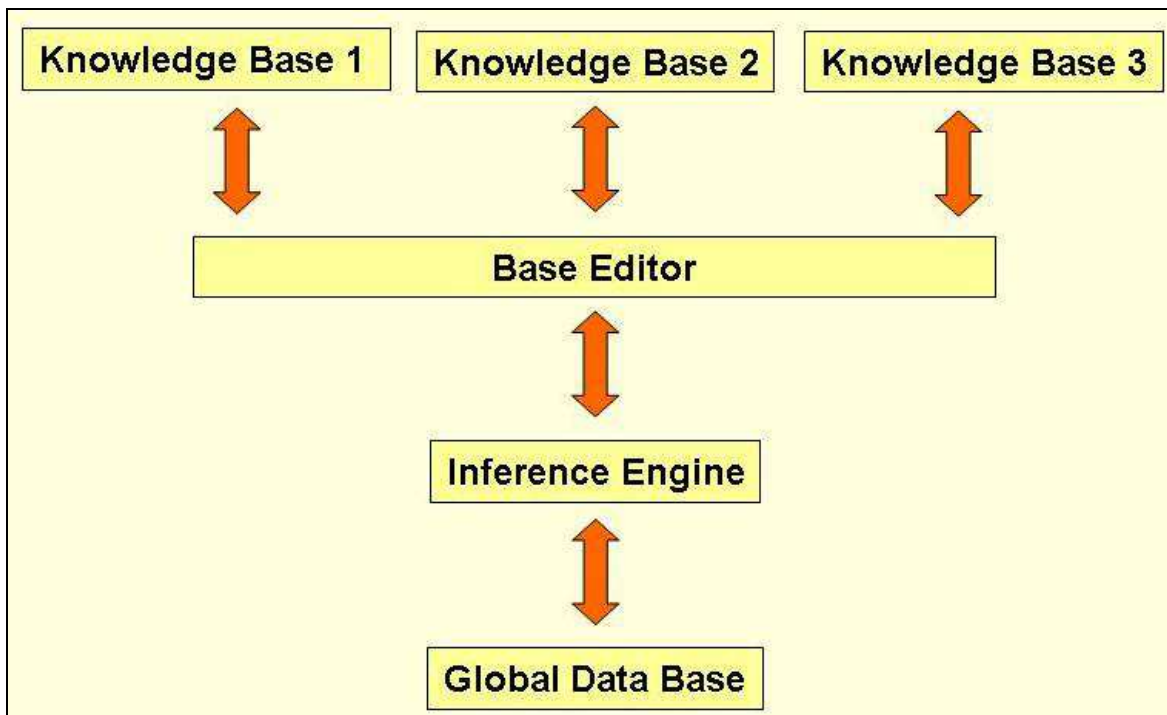 Knowledge Base 1
Knowledge Base 2
Knowledge Base 3
Base Editor
Inference Engine
Global Data Base